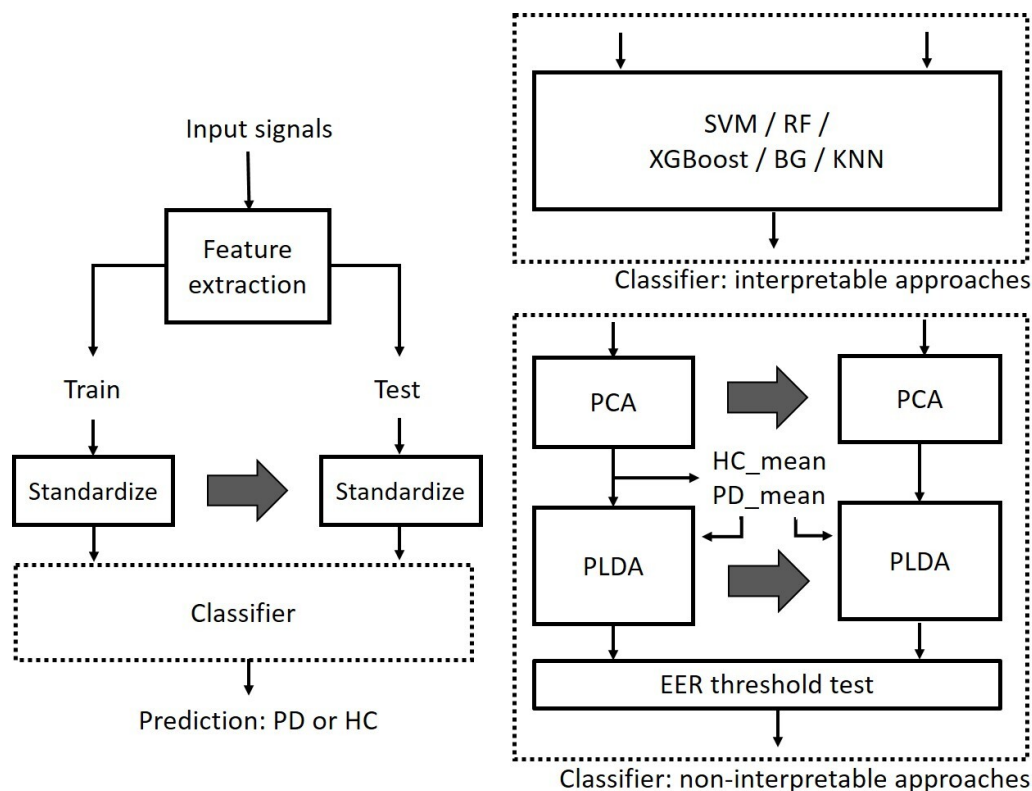 Input signals
Feature
extraction
Train
Test
Standardize
Standardize
Classifier
Prediction: PD or HC
SVM / RF /
XGBoost / BG / KNN
Classifier: interpretable approaches
PCA
PCA
HC_mean
PD_mean
PLDA
PLDA
EER threshold test
Classifier: non-interpretable approaches